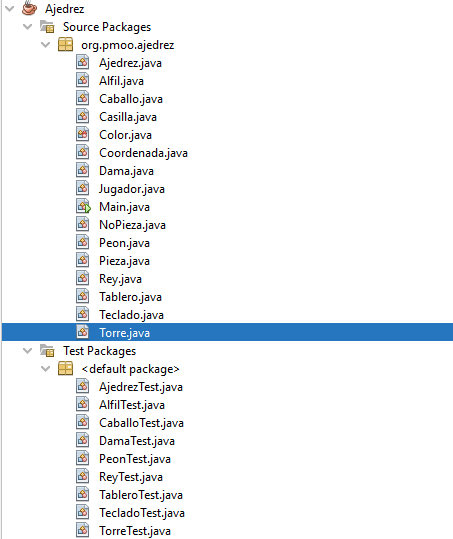 Ajedrez
Source Packages
org.pmoo.ajedrez
Ajedrez.java
Alfil.java
Caballo.java
Casilla.java
Color.java
Coordenada.java
Dama.java
Jugador.java
Main.java
NoPieza.java
Peon.java
Pieza.java
Rey.java
Tablero.java
Teclado.java
Torre.java
Test Packages
<default package>
AjedrezTest.java
AlfilTest.java
CaballoTest.java
DamaTest.java
PeonTest.java
ReyTest.java
TableroTest.java
TecladoTest.java
TorreTest.java